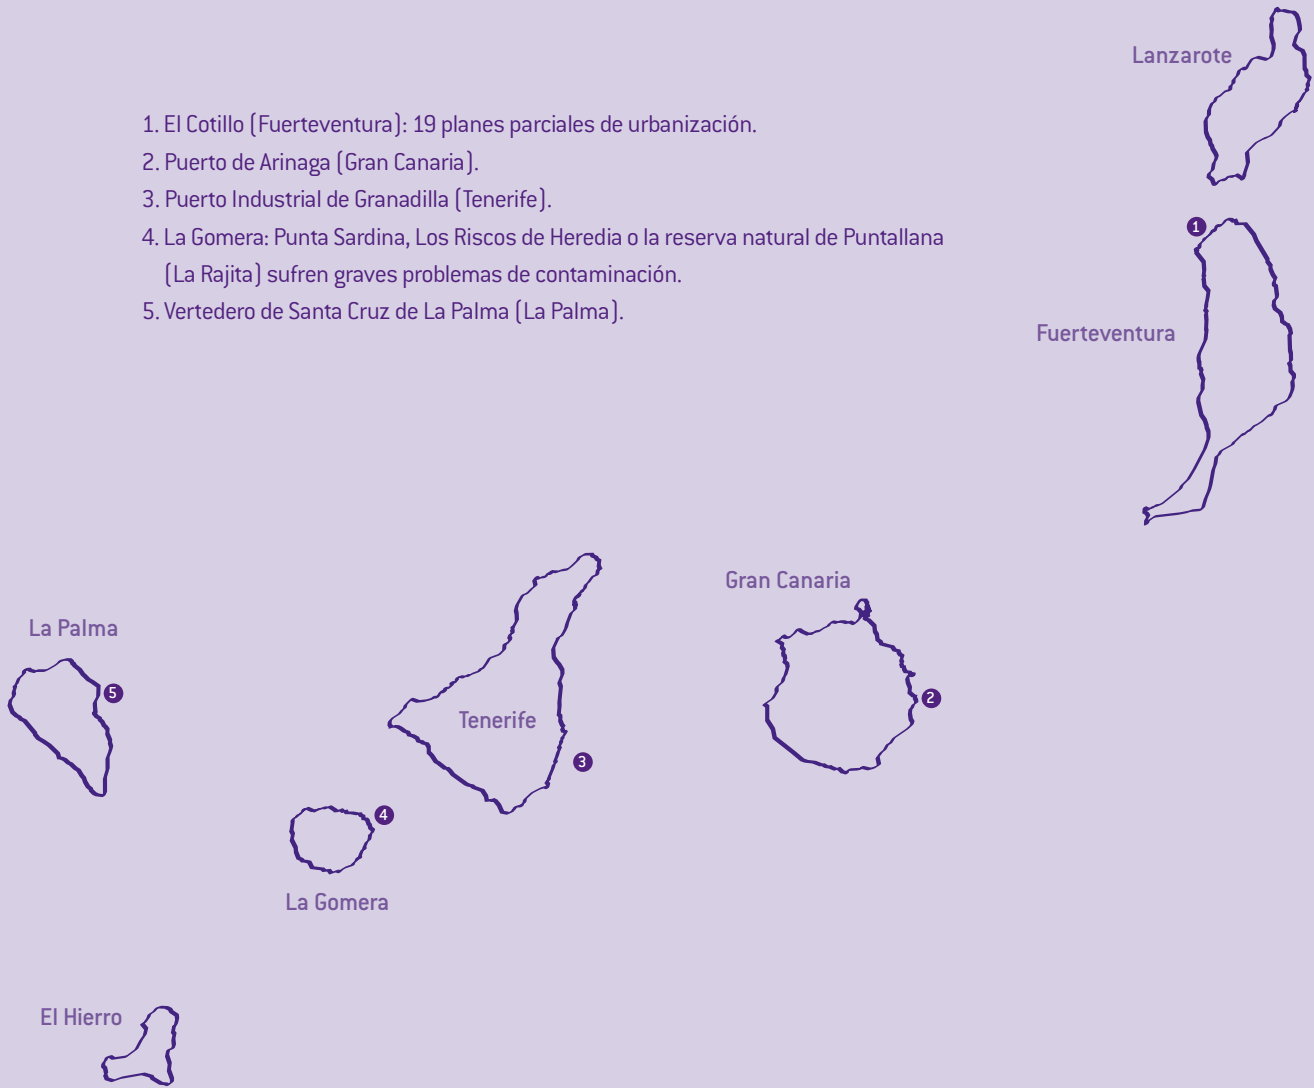 Lanzarote
1. El Cotillo (Fuerteventura): 19 planes parciales de urbanización.
2. Puerto de Arinaga (Gran Canaria).
3. Puerto Industrial de Granadilla (Tenerife).
4. La Gomera: Punta Sardina, Los Riscos de Heredia o la reserva natural de Puntallana
(La Rajita) sufren graves problemas de contaminación.
5. Vertedero de Santa Cruz de La Palma (La Palma).
1
Fuerteventura
Gran Canaria
La Palma
5
2
Tenerife
3
4
La Gomera
El Hierro